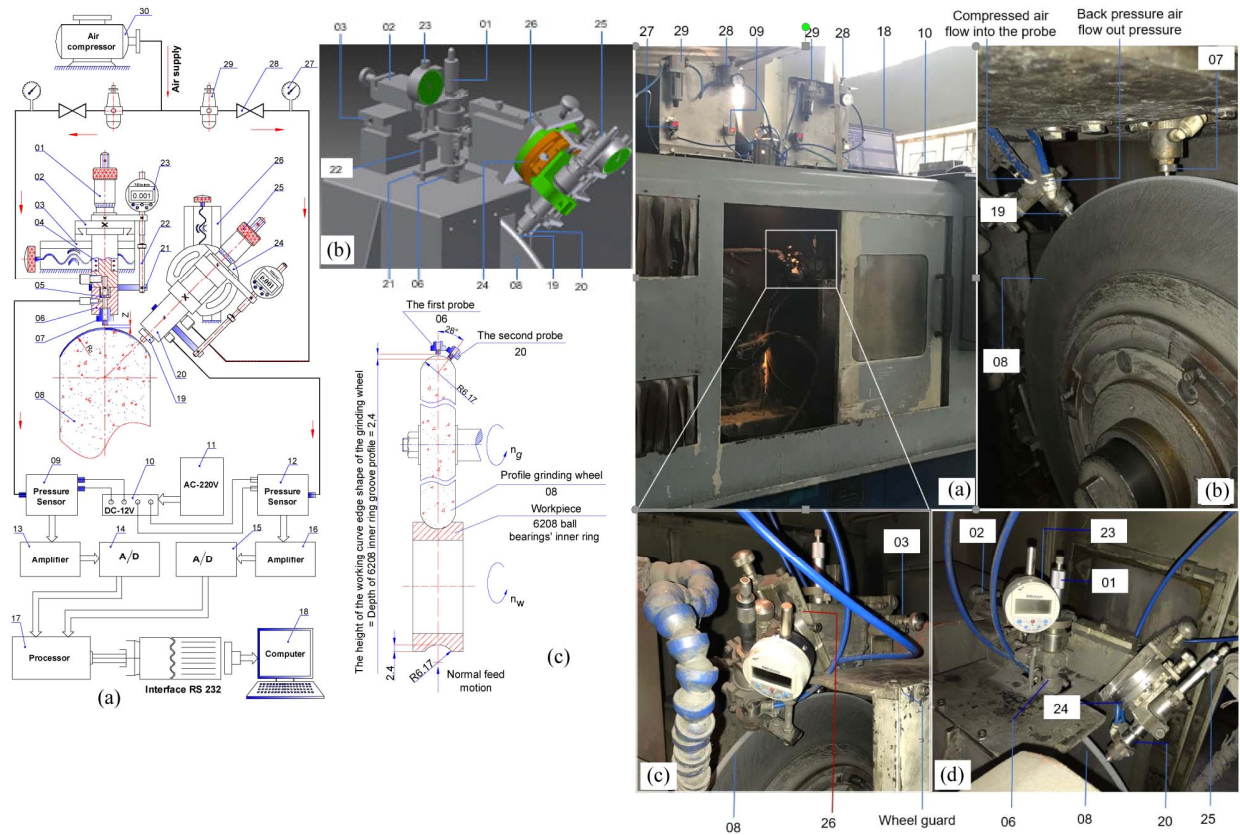 30
Air
compressor
Air supply
29
28
27
01
02
03
04
05
06
07
08
23
0.001
26
25
24
22
21
20
19
Z
09
Pressure
Sensor
10
DC-12V
11
AC-220V
12
Pressure
Sensor
13
Amplifier
14
A/D
15
A/D
16
Amplifier
17
Processor
Interface RS 232
18
Computer
(a)
03
02
23
01
26
25
22
(b)
21
06
24
08
19
20
The first probe
06
28°
The second probe
20
R6.17
The height of the working curve edge shape of the grinding wheel
= Depth of 6208 inner ring groove profile = 2,4
ng
Profile grinding wheel
08
Workpiece
6208 ball
bearings' inner ring
nw
2.4
R6.17
Normal feed
motion
(c)
27
29
28
09
29
28
18
10
(a)
Compressed air
flow into the probe
Back pressure air
flow out pressure
07
19
08
(b)
03
(c)
08
26
Wheel guard
02
23
01
24
(d)
06
08
20
25